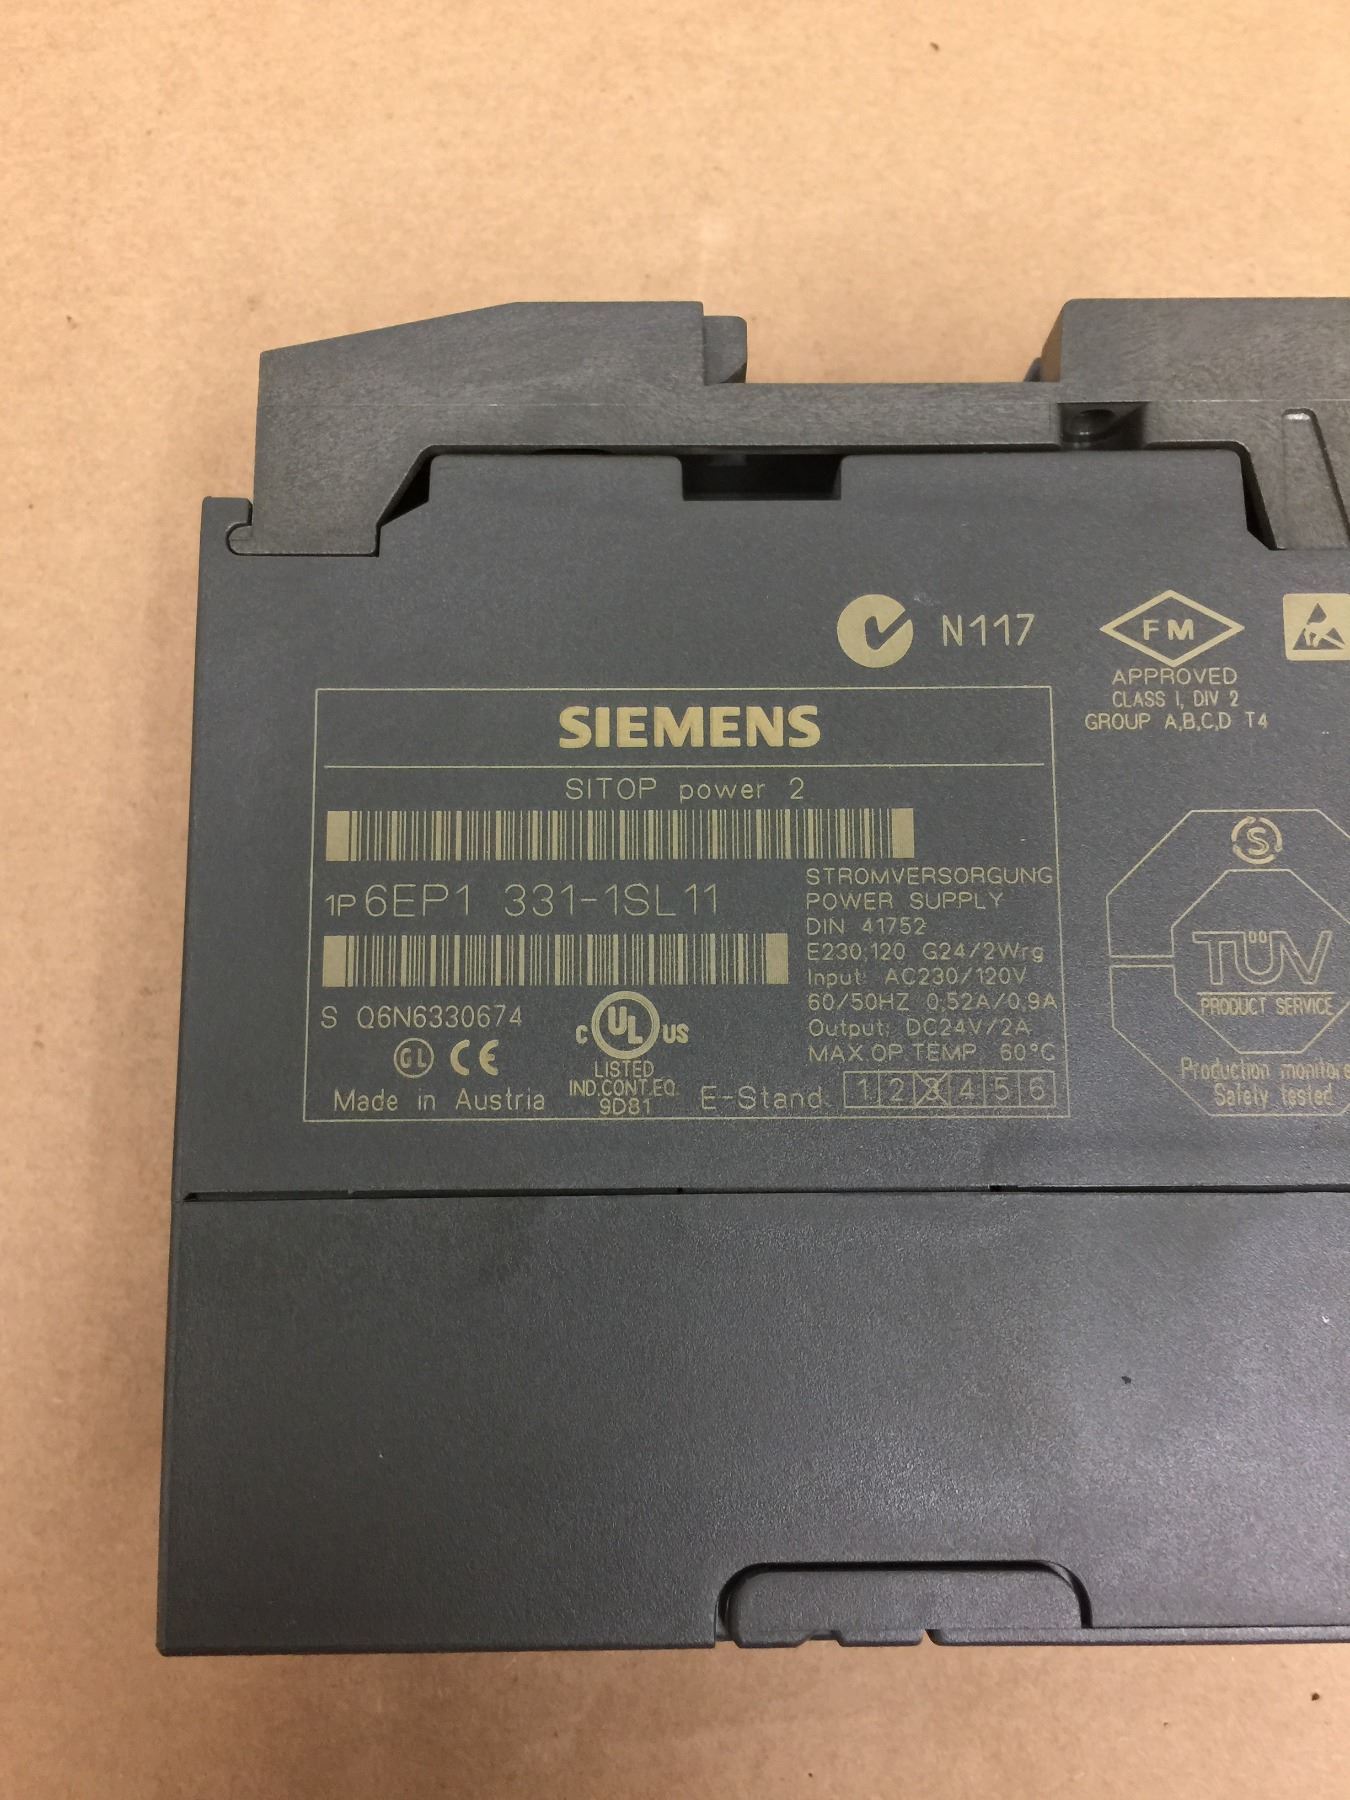 N117
FM
APPROVED
CLASS I, DIV 2
GROUP A,B,C,D T4
SIEMENS
SITOP power 2
1P 6EP1 331-1SL11
S Q6N6330674
GL CE
Made in Austria
C UL US
LISTED
IND.CONT.EQ.
9D81
STROMVERSORGUNG
POWER SUPPLY
DIN 41752
E230;120 G24/2Wrg
Input: AC230/120V
60/50HZ 0,52A/0,9A
Output: DC24V/2A
MAX.OP.TEMP. 60°C
E-Stand 1 2 3 4 5 6
S
TÜV
PRODUCT SERVICE
Production monitore
Safely tested